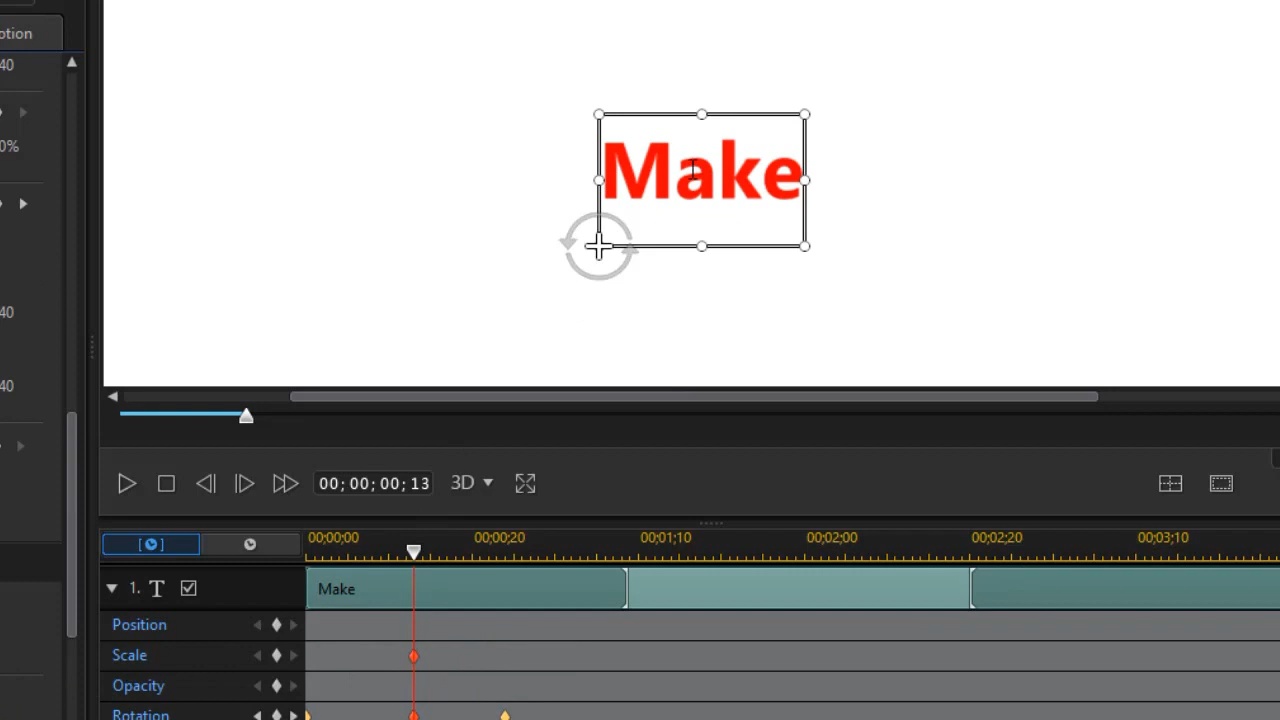 otion
40
0%
Make
40
40
00; 00; 00; 13
3D
00;00;00
00;00;20
00;01;10
00;02;00
00;02;20
00;03;10
1. T
Make
Position
Scale
Opacity
Rotation